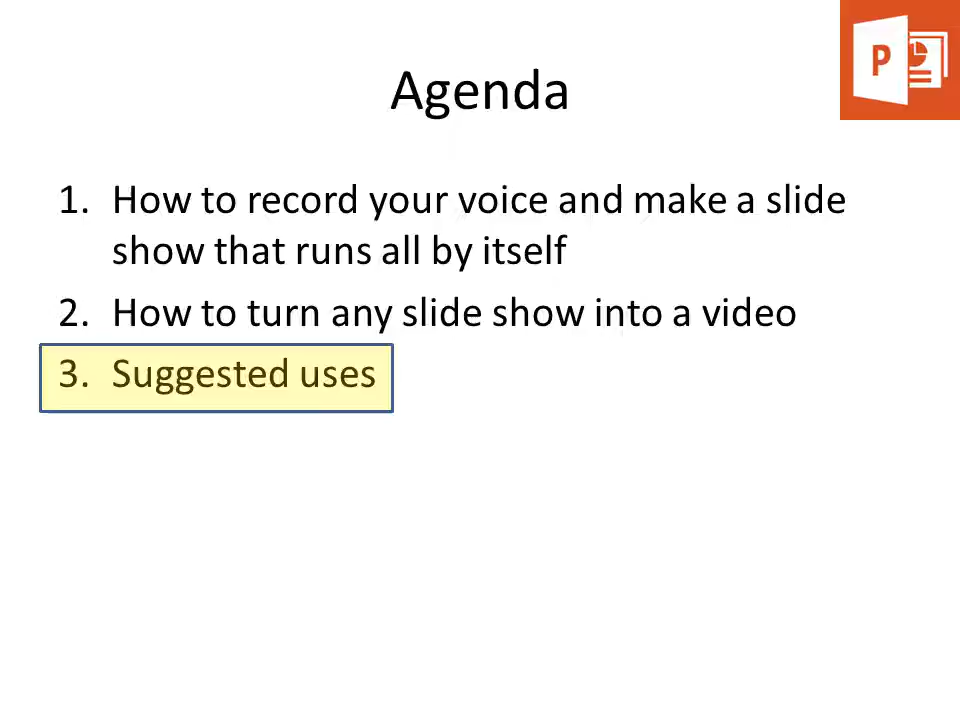 Agenda
P
1. How to record your voice and make a slide
show that runs all by itself
2. How to turn any slide show into a video
3. Suggested uses